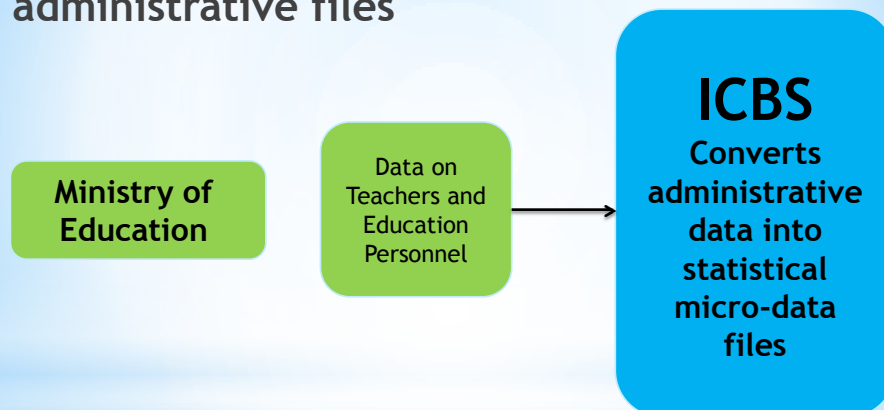 administrative files
Ministry of
Education
Data on
Teachers and
Education
Personnel
ICBS
Converts
administrative
data into
statistical
micro-data
files